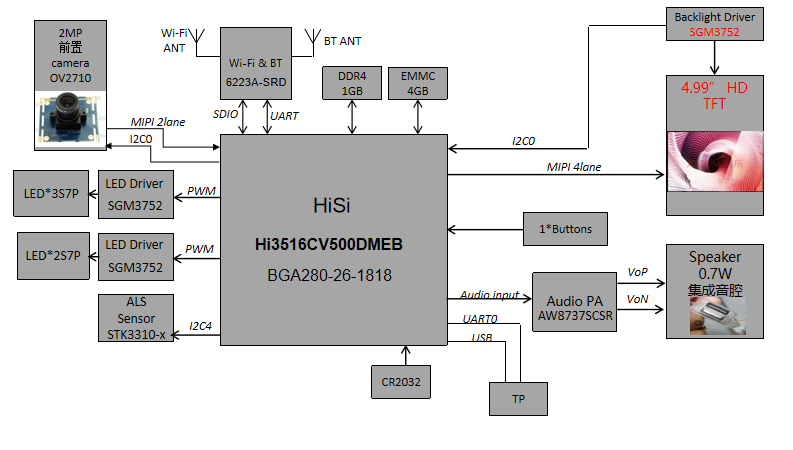 2MP
前置
camera
OV2710
Wi-Fi
ANT
BT ANT
Wi-Fi & BT
6223A-SRD
DDR4
1GB
EMMC
4GB
Backlight Driver
SGM3752
4.99” HD
TFT
SDIO
UART
MIPI 2lane
I2C0
I2C0
MIPI 4lane
LED*3S7P
LED Driver
SGM3752
PWM
HiSi
Hi3516CV500DMEB
BGA280-26-1818
1*Buttons
LED*2S7P
LED Driver
SGM3752
PWM
Speaker
0.7W
集成音腔
VoP
VoN
Audio input
Audio PA
AW8737SCSR
ALS
Sensor
STK3310-x
I2C4
UART0
USB
CR2032
TP